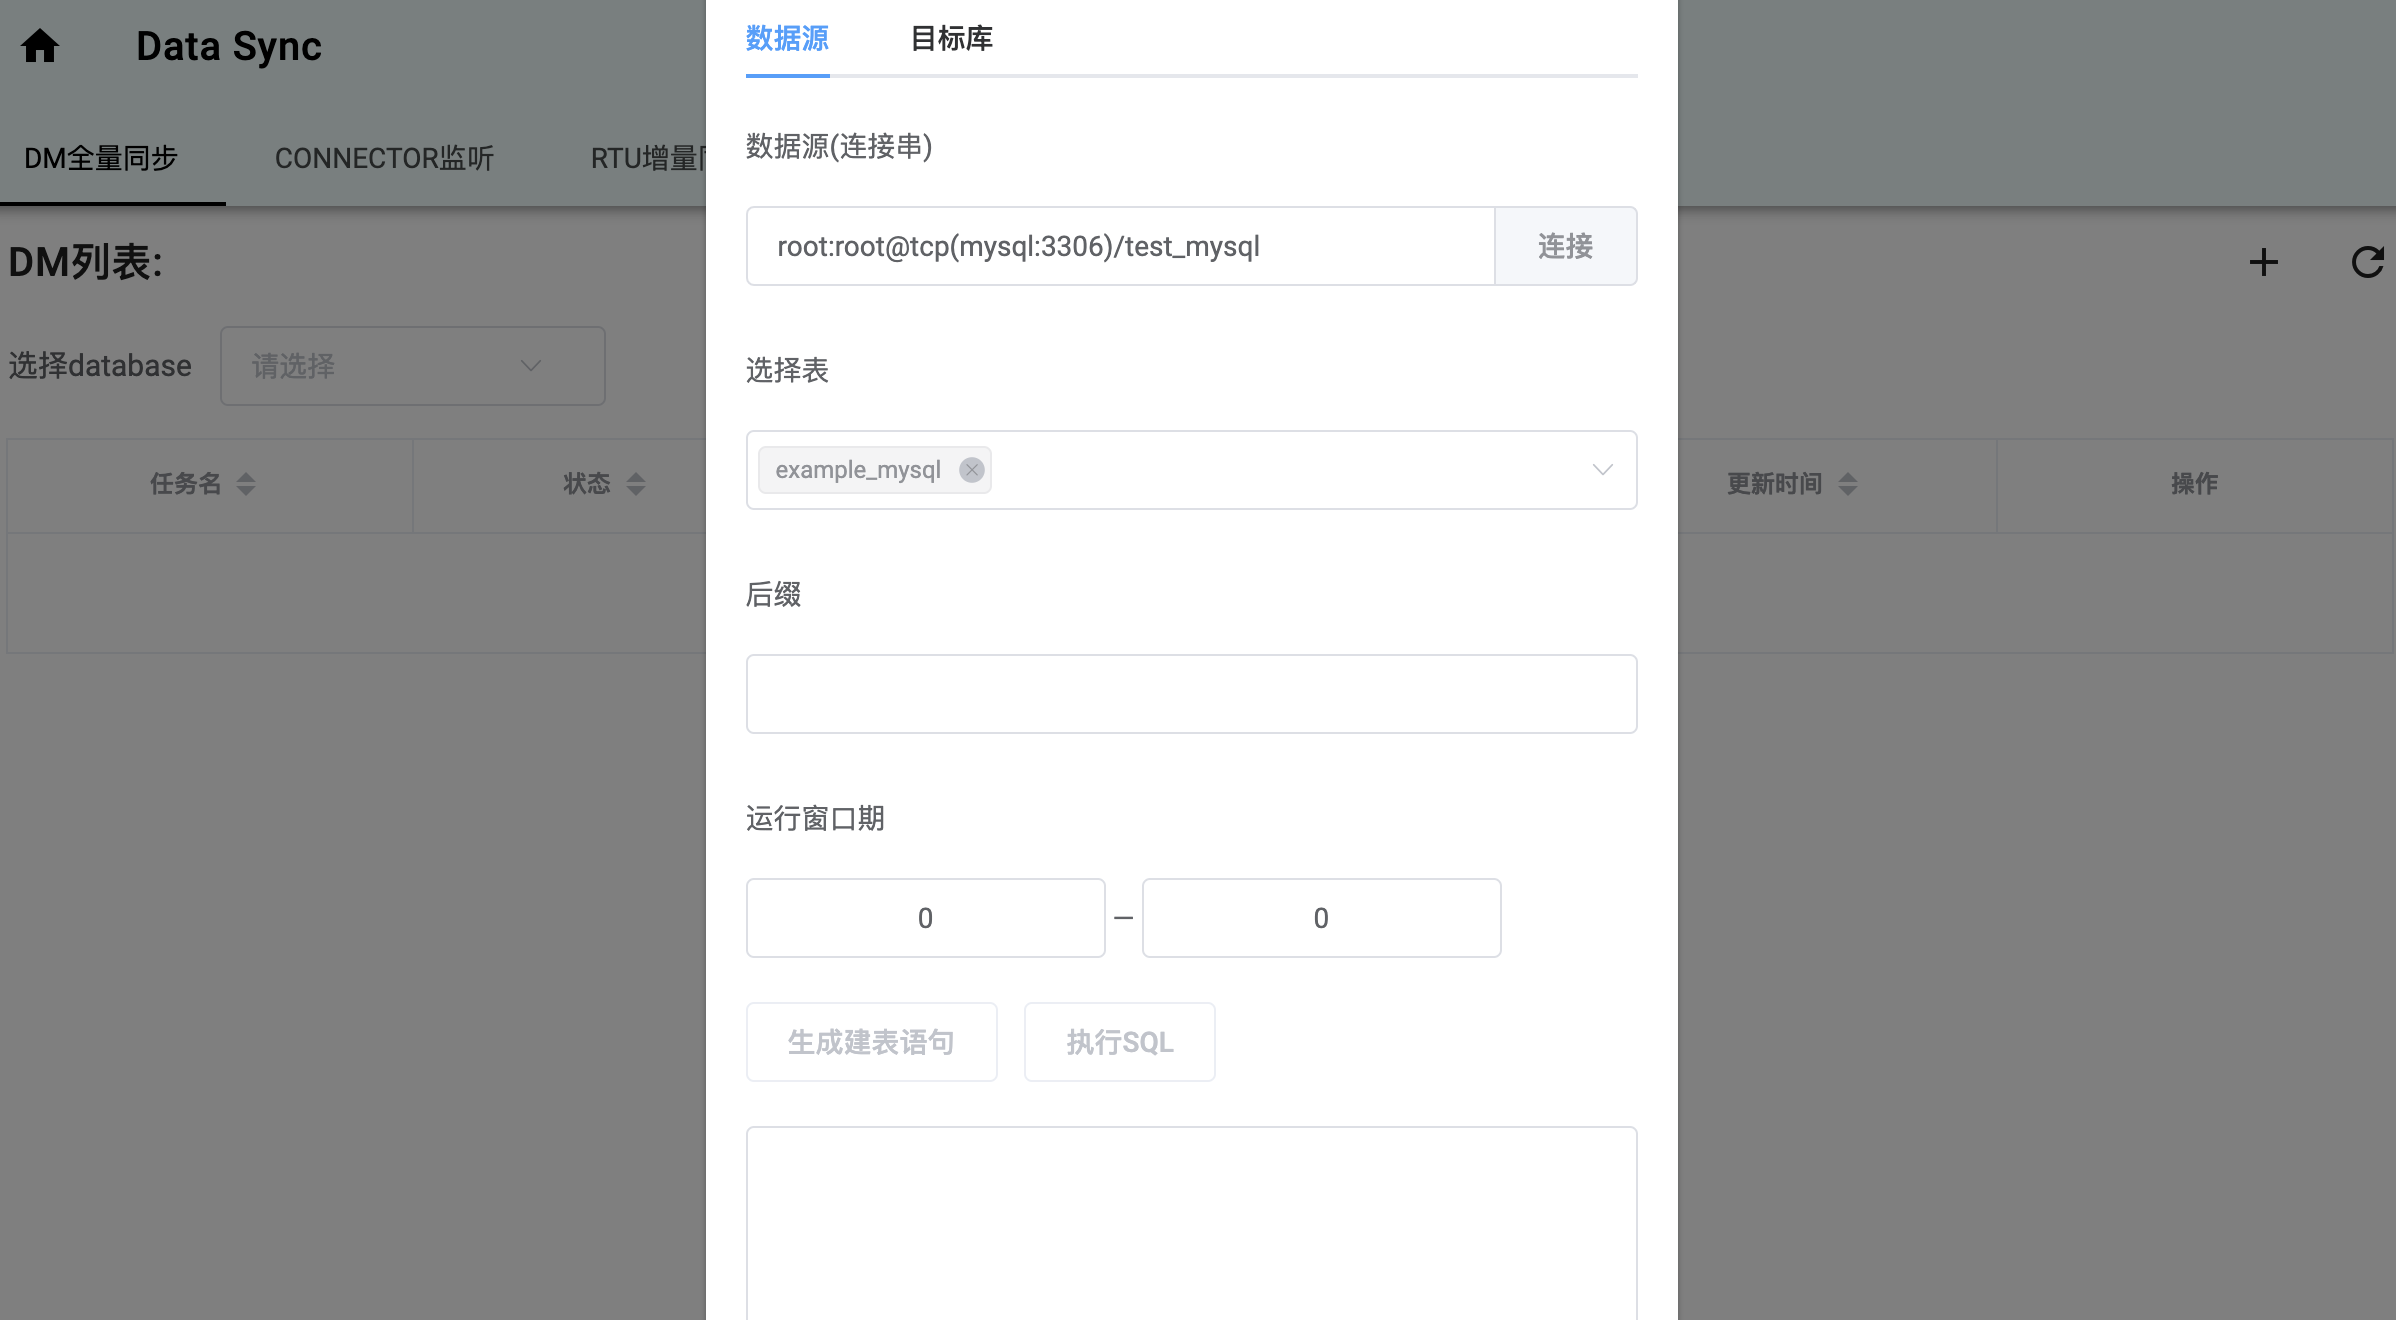 Data Sync
DM全量同步
CONNECTOR监听
RTU增量
DM列表:
选择database
请选择
任务名
状态
更新时间
操作
数据源
目标库
数据源(连接串)
root:root@tcp(mysql:3306)/test_mysql
连接
选择表
example_mysql
后缀
运行窗口期
0
—
0
生成建表语句
执行SQL